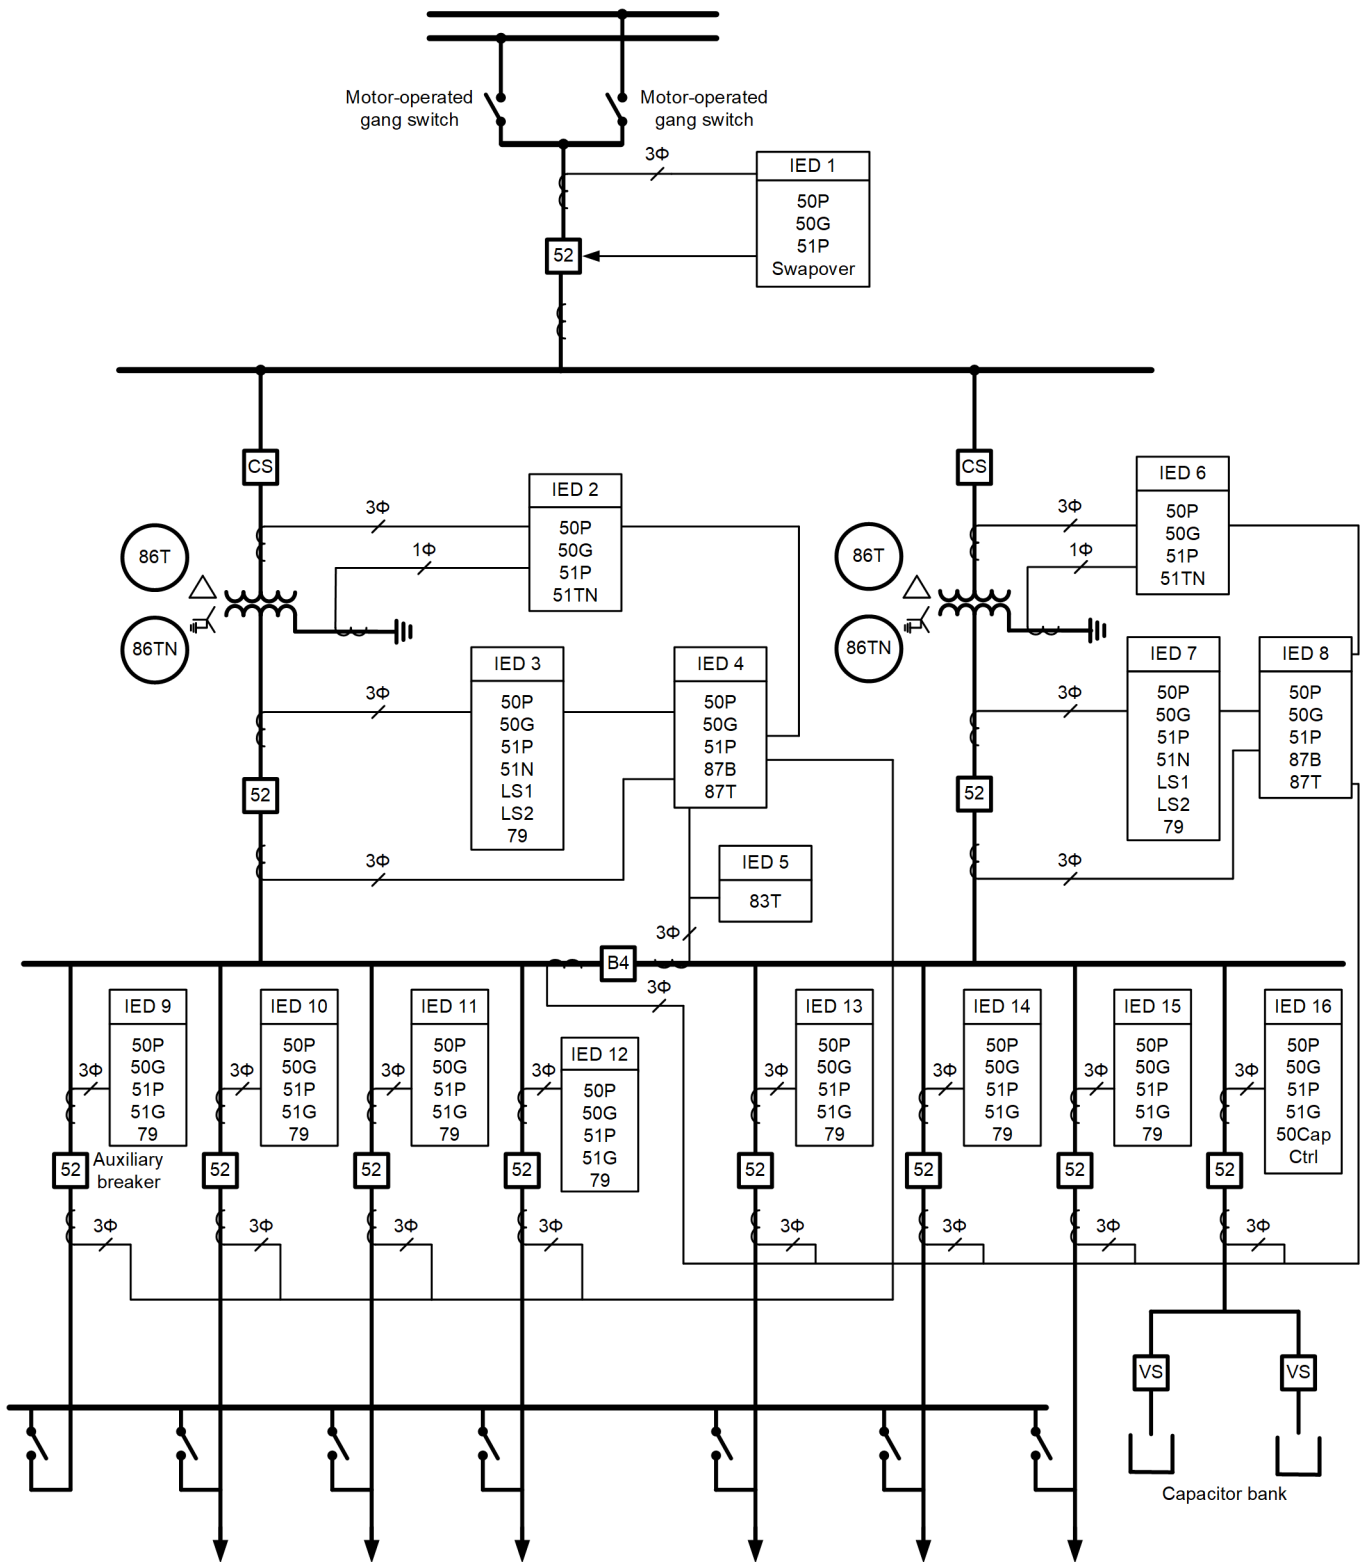 Motor-operated
gang switch
Motor-operated
gang switch
3Φ
IED 1
50P
50G
51P
Swapover
52
CS
CS
IED 2
50P
50G
51P
51TN
3Φ
1Φ
86T
86TN
IED 6
50P
50G
51P
51TN
3Φ
1Φ
86T
86TN
IED 3
50P
50G
51P
51N
LS1
LS2
79
3Φ
IED 4
50P
50G
51P
87B
87T
IED 7
50P
50G
51P
51N
LS1
LS2
79
3Φ
IED 8
50P
50G
51P
87B
87T
52
52
3Φ
3Φ
IED 5
83T
3Φ
B4
3Φ
IED 9
50P
50G
51P
51G
79
3Φ
IED 10
50P
50G
51P
51G
79
3Φ
IED 11
50P
50G
51P
51G
79
3Φ
IED 12
50P
50G
51P
51G
79
3Φ
IED 13
50P
50G
51P
51G
79
3Φ
IED 14
50P
50G
51P
51G
79
3Φ
IED 15
50P
50G
51P
51G
79
3Φ
IED 16
50P
50G
51P
51G
50Cap
Ctrl
3Φ
52
Auxiliary
breaker
52
52
52
52
52
52
52
3Φ
3Φ
3Φ
3Φ
3Φ
3Φ
3Φ
3Φ
VS
VS
Capacitor bank